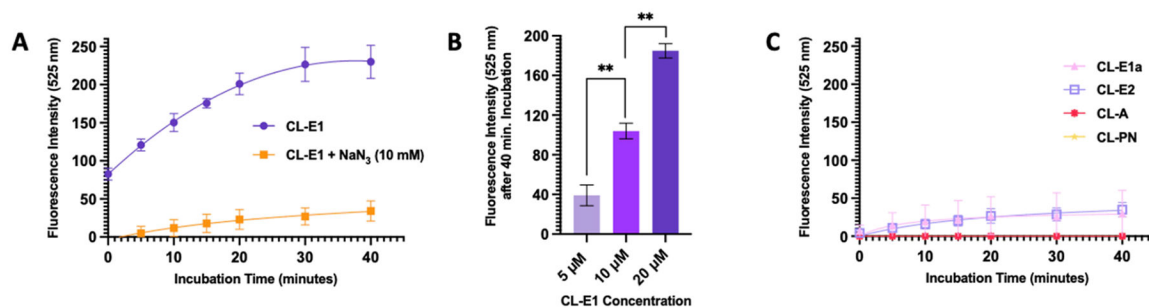 A
Fluorescence Intensity (525 nm)
250
200
150
100
50
0
0
10
20
30
40
Incubation Time (minutes)
CL-E1
CL-E1 + NaN₃ (10 mM)
B
Fluorescence Intensity (525 nm)
after 40 min. Incubation
200
160
120
80
40
0
**
**
5 µM
10 µM
20 µM
CL-E1 Concentration
C
Fluorescence Intensity (525 nm)
250
200
150
100
50
0
0
10
20
30
40
Incubation Time (minutes)
CL-E1a
CL-E2
CL-A
CL-PN